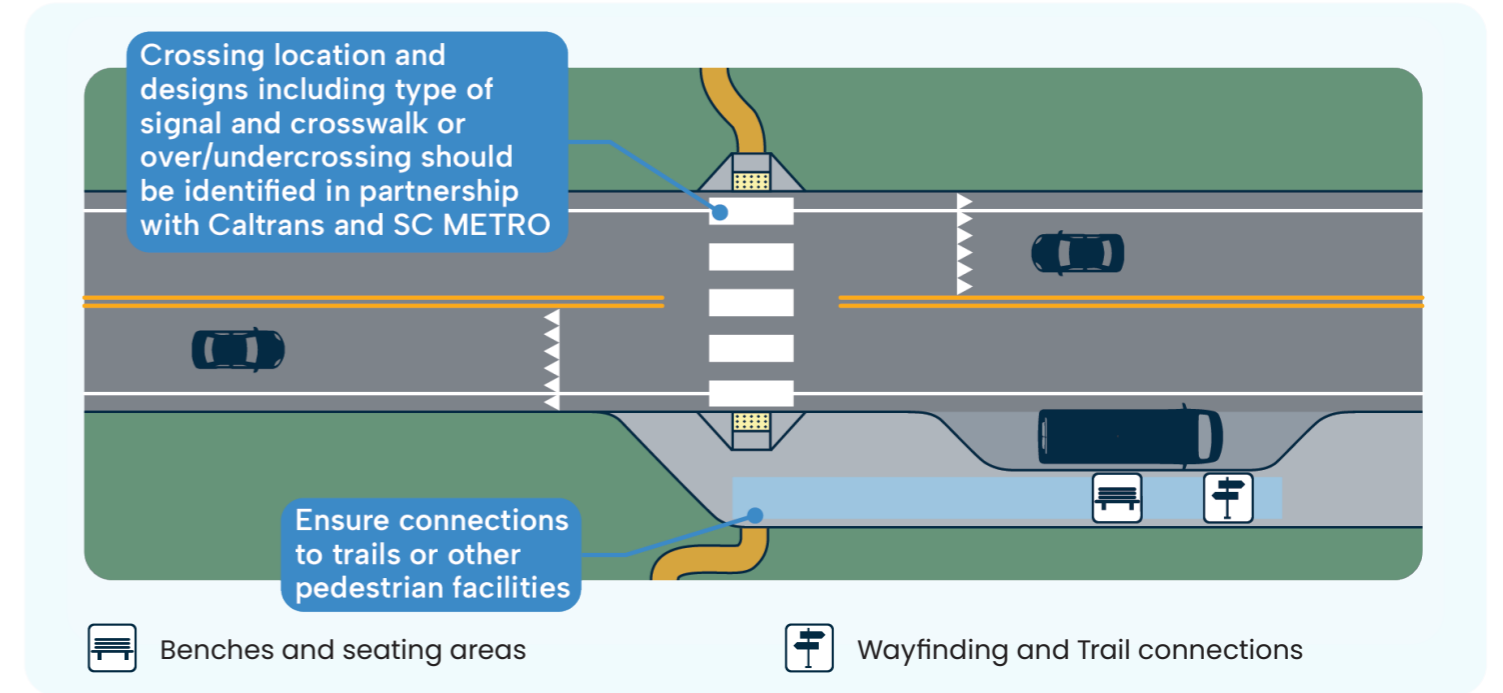 Crossing location and
designs including type of
signal and crosswalk or
over/undercrossing should
be identified in partnership
with Caltrans and SC METRO
Ensure connections
to trails or other
pedestrian facilities
Benches and seating areas
Wayfinding and Trail connections